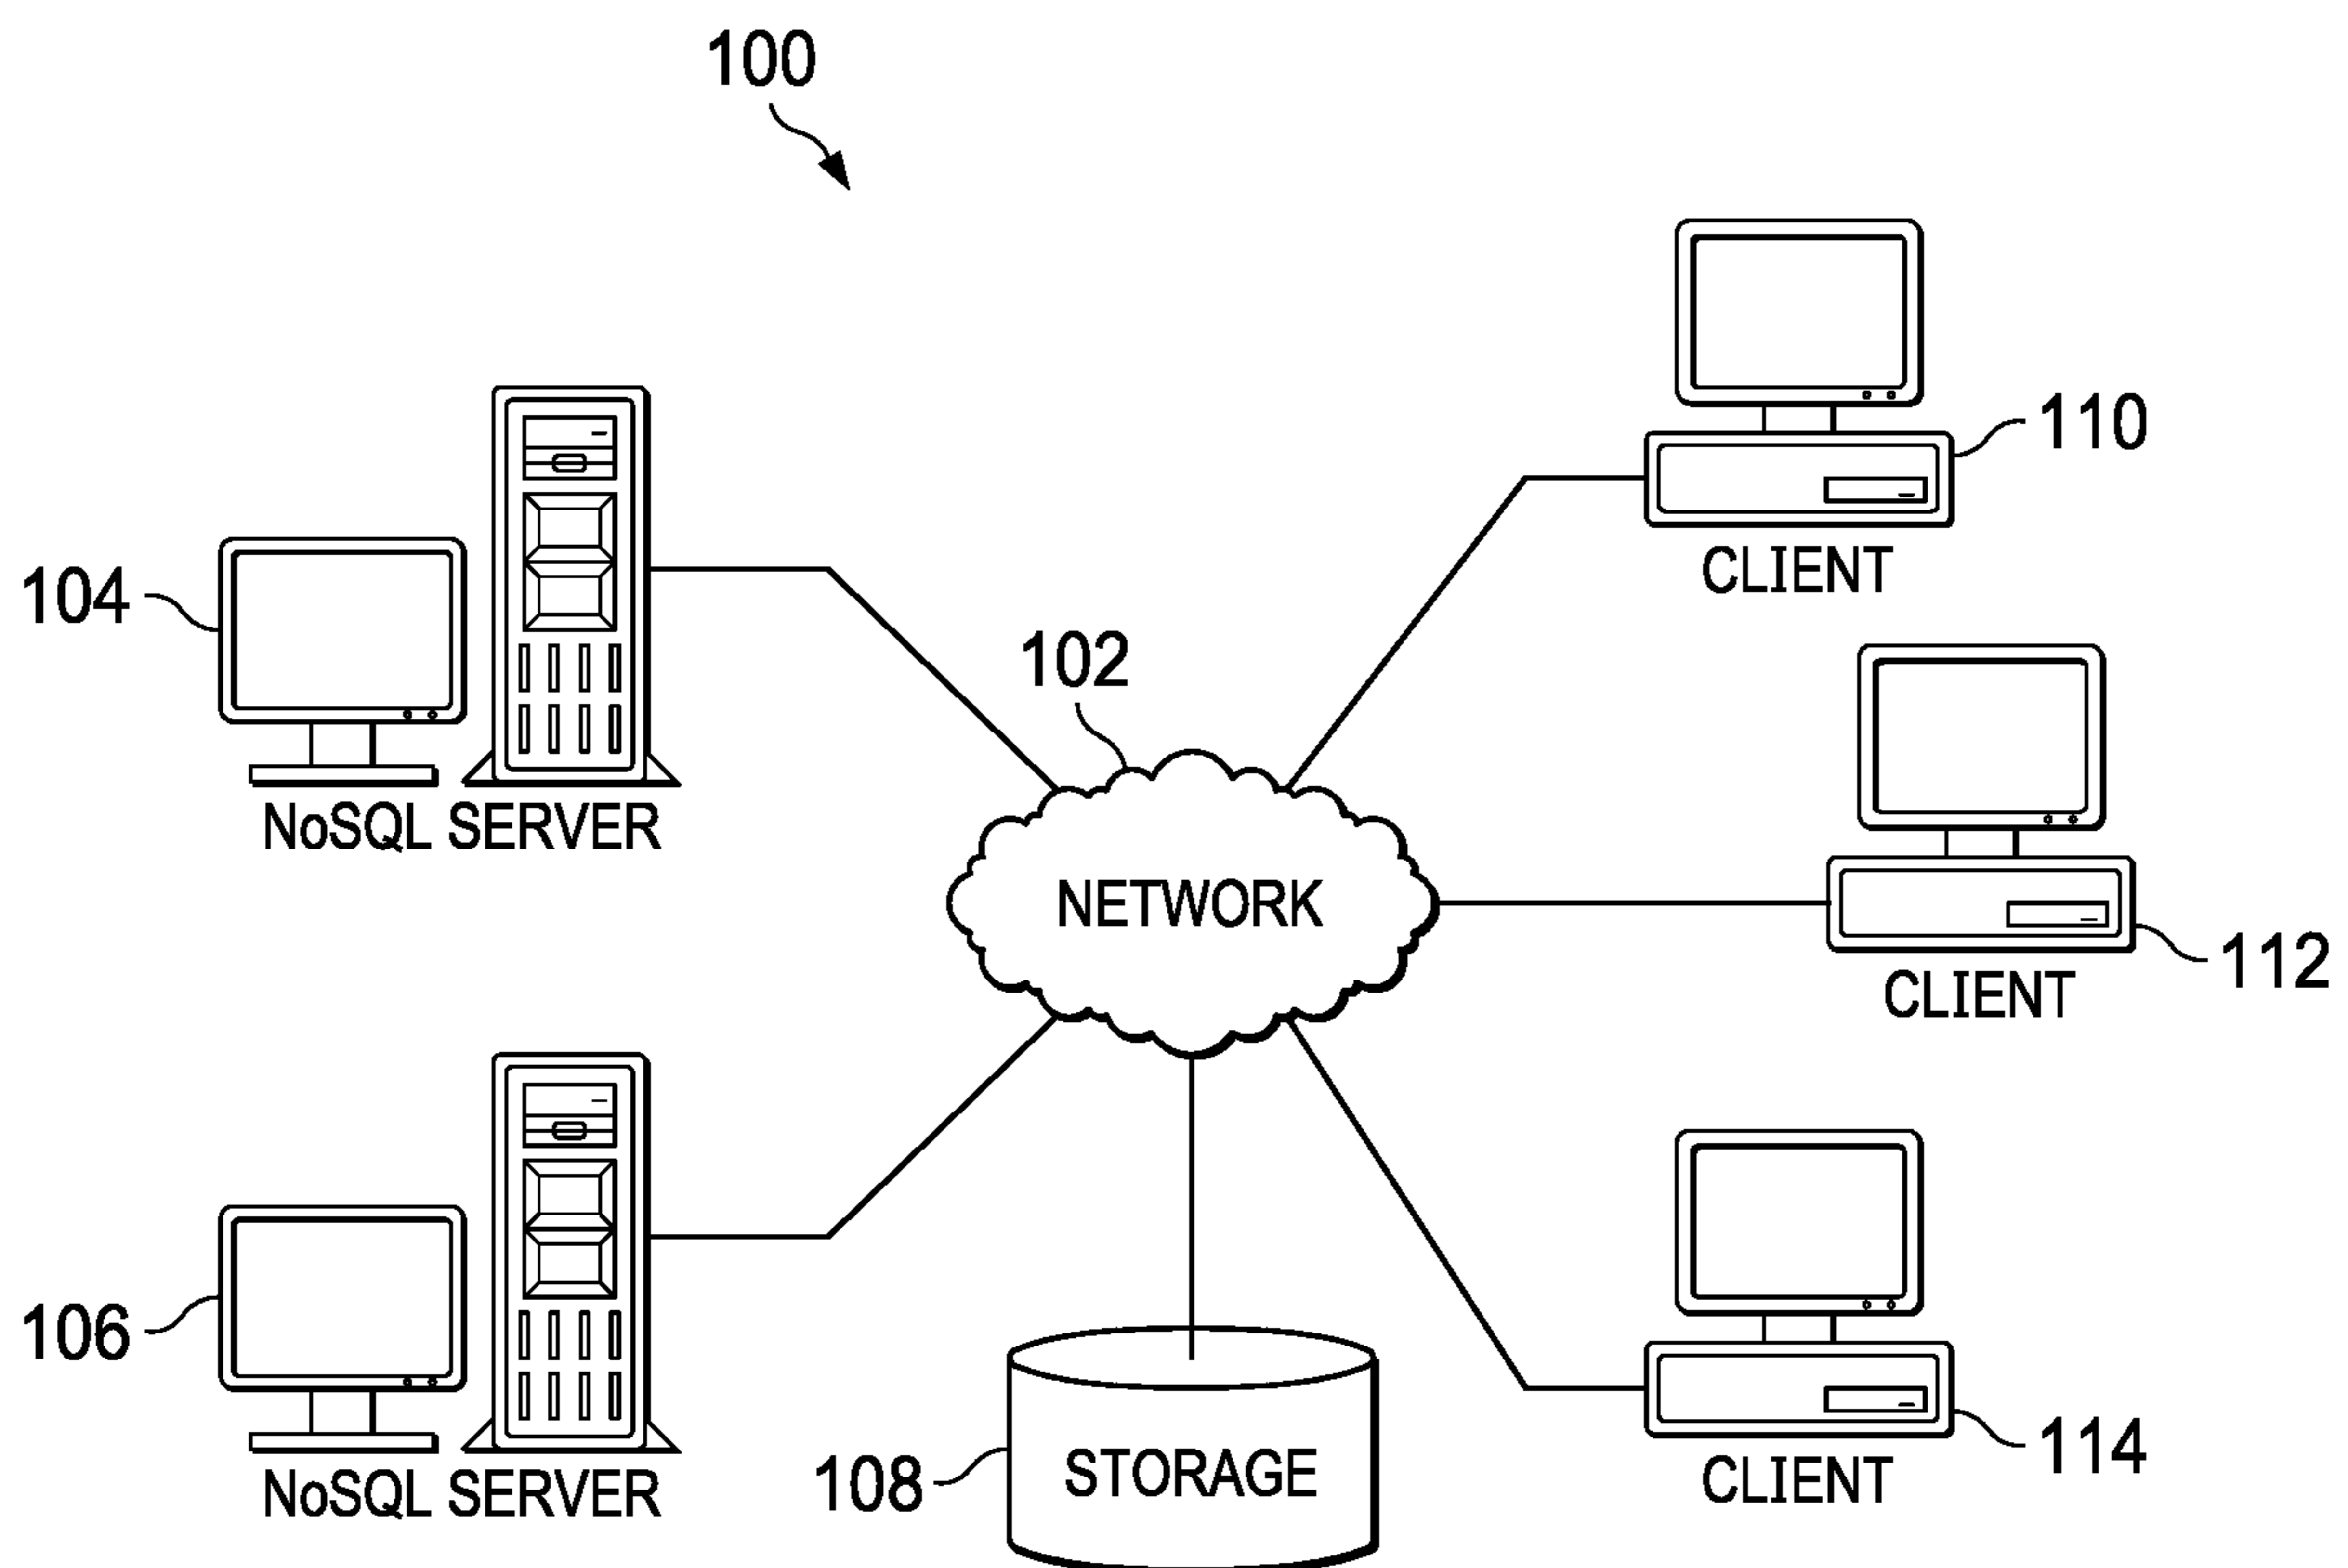 100
110
CLIENT
104
102
NoSQL SERVER
NETWORK
112
CLIENT
106
NoSQL SERVER
108
STORAGE
114
CLIENT